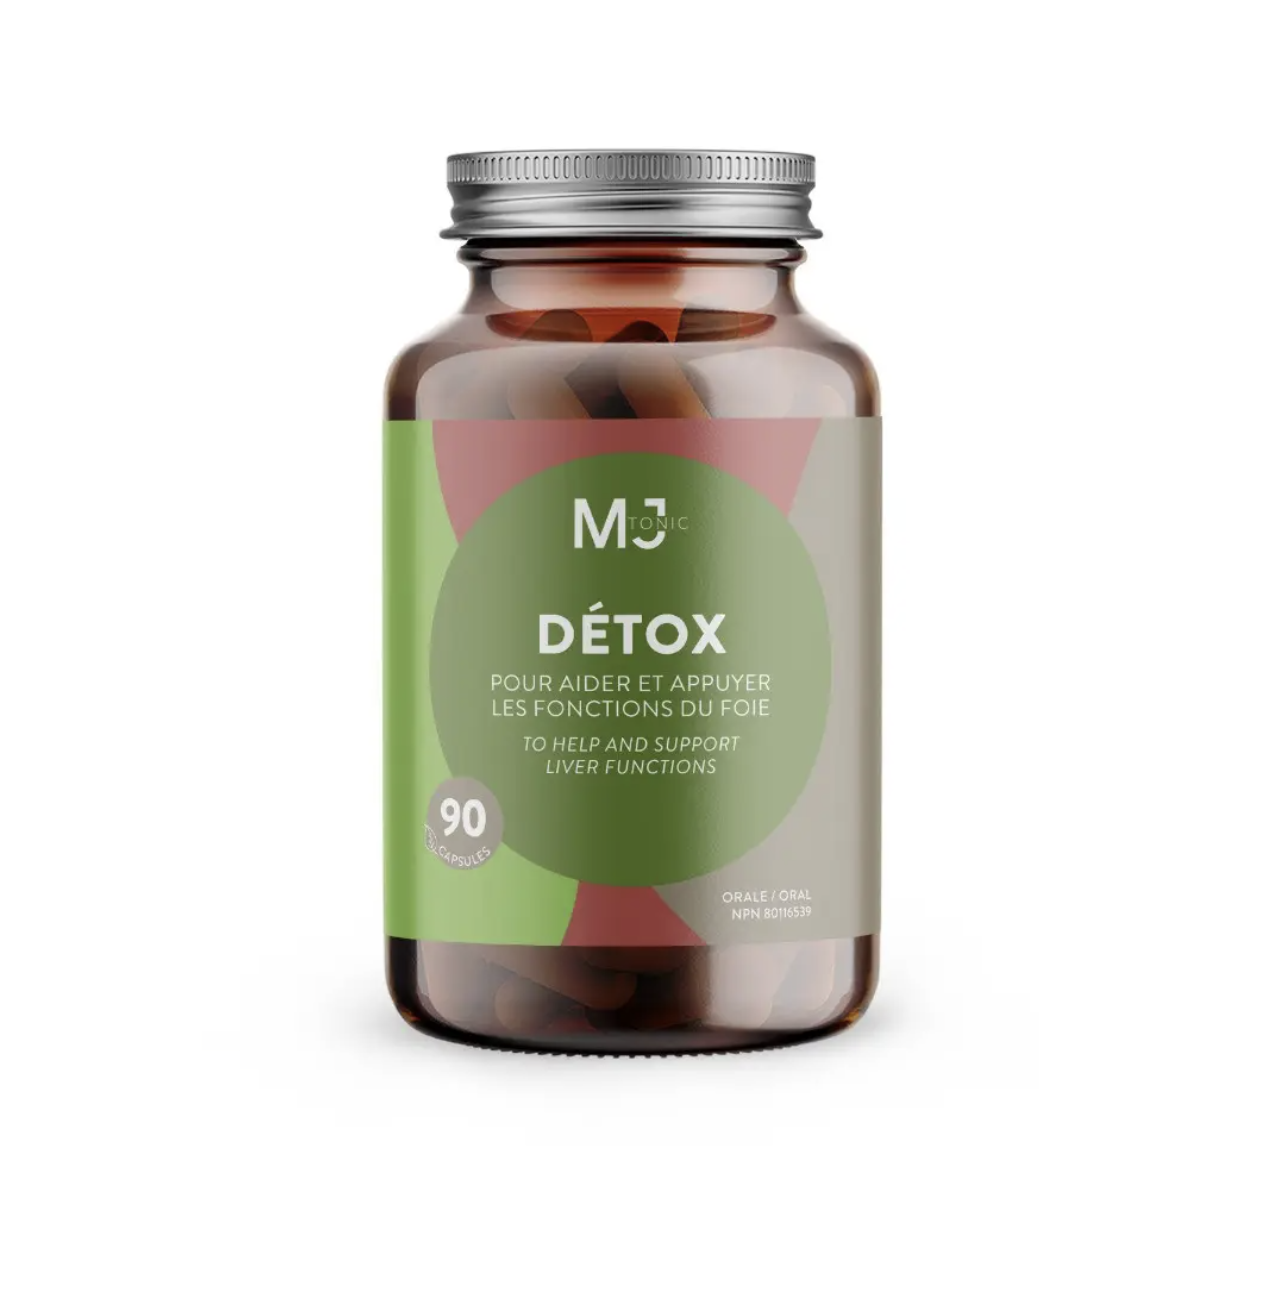 MJ TONIC
DÉTOX
POUR AIDER ET APPUYER
LES FONCTIONS DU FOIE
TO HELP AND SUPPORT
LIVER FUNCTIONS
90
CAPSULES
ORALE / ORAL
NPN 80116539